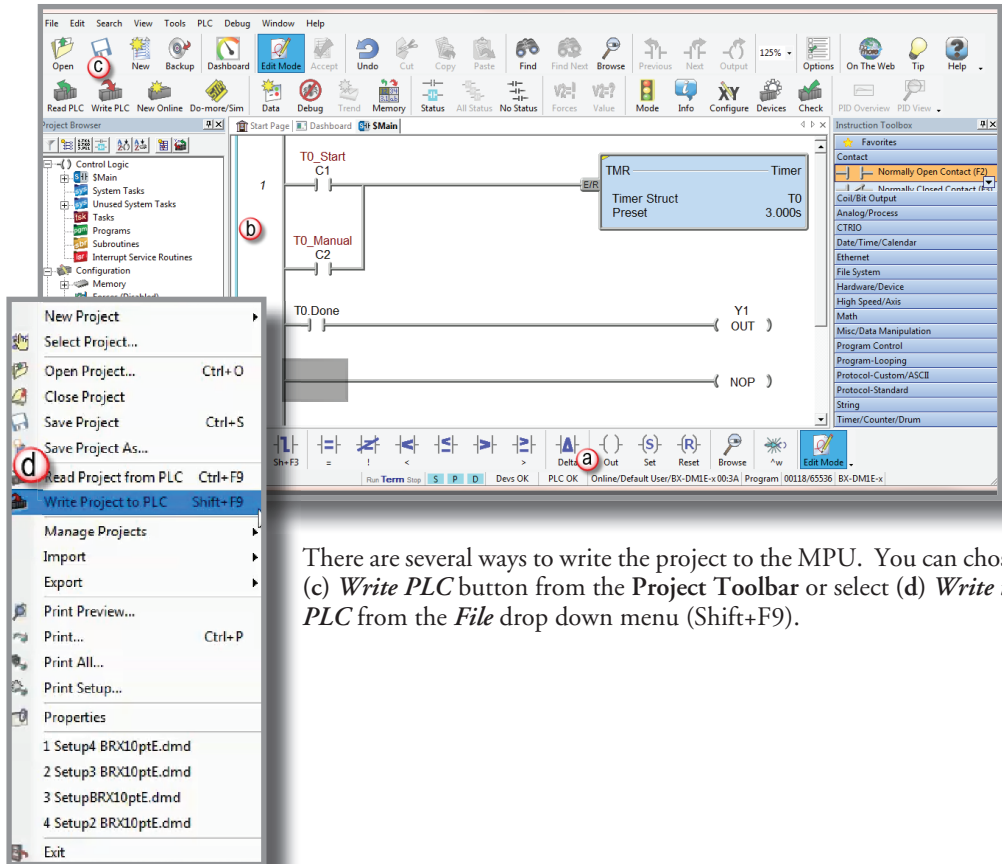 File Edit Search View Tools PLC Debug Window Help
Open New Backup Dashboard Edit Mode Accept Undo Cut Copy Paste Find Find Next Browse Previous Next Output 125% Options On The Web Tip Help
c
Read PLC Write PLC New Online Do-more/Sim Data Debug Trend Memory Status All Status No Status Forces Value Mode Info Configure Devices Check PID Overview PID View
Project Browser
Start Page Dashboard $Main
Instruction Toolbox
Control Logic
$Main
System Tasks
Unused System Tasks
Tasks
Programs
Subroutines
Interrupt Service Routines
Configuration
Memory
Forces (Disabled)
b
1
T0_Start
C1
T0_Manual
C2
E/R
TMR Timer
Timer Struct T0
Preset 3.000s
T0.Done
Y1
OUT
NOP
Favorites
Contact
Normally Open Contact (F2)
Normally Closed Contact (F3)
Coil/Bit Output
Analog/Process
CTRIO
Date/Time/Calendar
Ethernet
File System
Hardware/Device
High Speed/Axis
Math
Misc/Data Manipulation
Program Control
Program-Looping
Protocol-Custom/ASCII
Protocol-Standard
String
Timer/Counter/Drum
Sh+F3 = ! < > Delta Out Set Reset Browse ^w Edit Mode
a
Run Term Stop S P D Devs OK PLC OK Online/Default User/BX-DM1E-x 00:3A Program 00118/65536 BX-DM1E-x
New Project
Select Project...
Open Project... Ctrl+O
Close Project
Save Project Ctrl+S
Save Project As...
d
Read Project from PLC Ctrl+F9
Write Project to PLC Shift+F9
Manage Projects
Import
Export
Print Preview...
Print... Ctrl+P
Print All...
Print Setup...
Properties
1 Setup4 BRX10ptE.dmd
2 Setup3 BRX10ptE.dmd
3 SetupBRX10ptE.dmd
4 Setup2 BRX10ptE.dmd
Exit
There are several ways to write the project to the MPU. You can chos
(c) Write PLC button from the Project Toolbar or select (d) Write
PLC from the File drop down menu (Shift+F9).